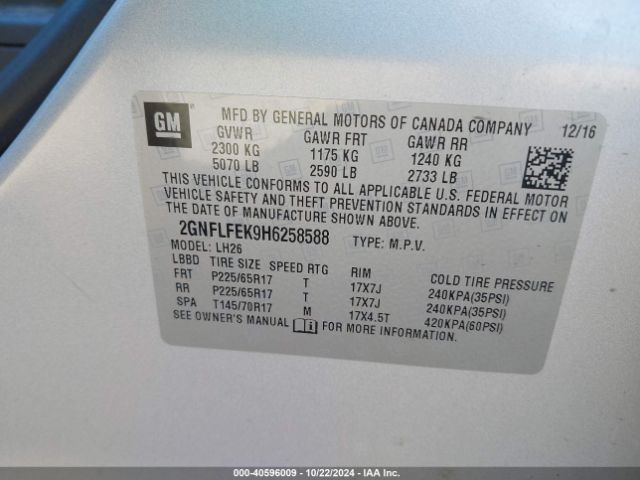 GM
MFD BY GENERAL MOTORS OF CANADA COMPANY 12/16
GVWR GAWR FRT GAWR RR
2300 KG 1175 KG 1240 KG
5070 LB 2590 LB 2733 LB
THIS VEHICLE CONFORMS TO ALL APPLICABLE U.S. FEDERAL MOTOR
VEHICLE SAFETY AND THEFT PREVENTION STANDARDS IN EFFECT ON
THE DATE OF MANUFACTURE SHOWN ABOVE.
2GNFLFEK9H6258588 TYPE: M.P.V.
MODEL: LH26
LBBD TIRE SIZE SPEED RTG RIM COLD TIRE PRESSURE
FRT P225/65R17 T 17X7J 240KPA(35PSI)
RR P225/65R17 T 17X7J 240KPA(35PSI)
SPA T145/70R17 M 17X4.5T 420KPA(60PSI)
SEE OWNER'S MANUAL FOR MORE INFORMATION.
000-40596009 - 10/22/2024 - IAA Inc.